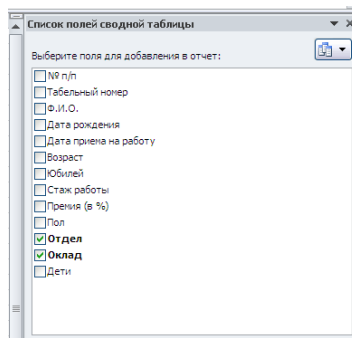 Список полей сводной таблицы
Выберите поля для добавления в отчет:
№ п/п
Табельный номер
Ф.И.О.
Дата рождения
Дата приема на работу
Возраст
Юбилей
Стаж работы
Премия (в %)
Пол
Отдел
Оклад
Дети